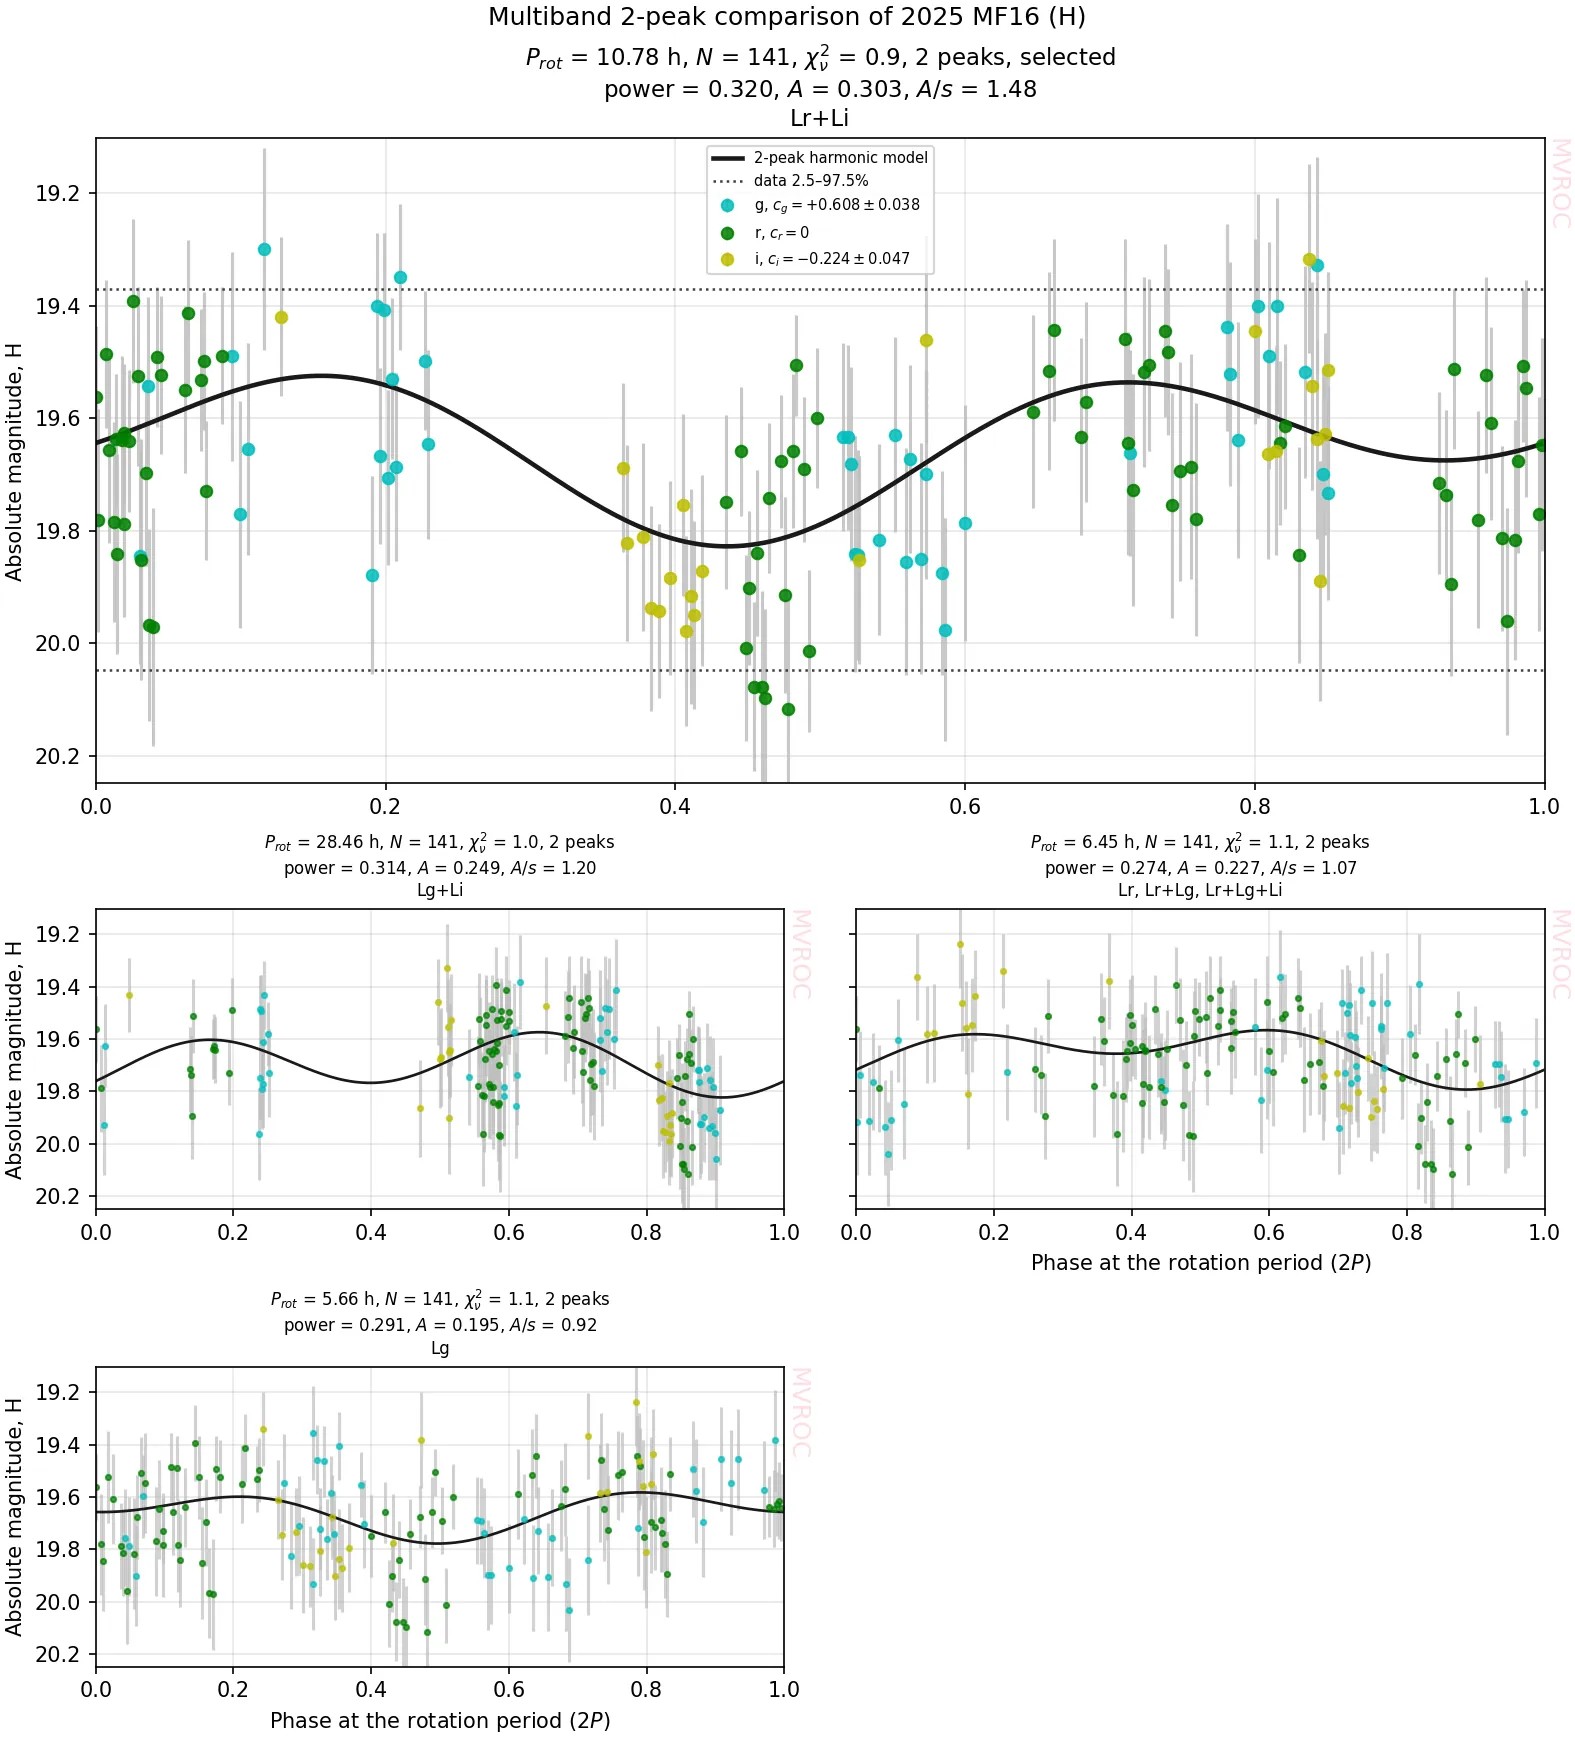 Multiband 2-peak comparison of 2025 MF16 (H)
P_rot = 10.78 h, N = 141, χ²_ν = 0.9, 2 peaks, selected
power = 0.320, A = 0.303, A/s = 1.48
Lr+Li
2-peak harmonic model
data 2.5–97.5%
g, c_g = +0.608 ± 0.038
r, c_r = 0
i, c_i = −0.224 ± 0.047
19.2
19.4
19.6
19.8
20.0
20.2
Absolute magnitude, H
0.0 0.2 0.4 0.6 0.8 1.0
MVROC
P_rot = 28.46 h, N = 141, χ²_ν = 1.0, 2 peaks
power = 0.314, A = 0.249, A/s = 1.20
Lg+Li
19.2
19.4
19.6
19.8
20.0
20.2
Absolute magnitude, H
0.0 0.2 0.4 0.6 0.8 1.0
MVROC
P_rot = 6.45 h, N = 141, χ²_ν = 1.1, 2 peaks
power = 0.274, A = 0.227, A/s = 1.07
Lr, Lr+Lg, Lr+Lg+Li
0.0 0.2 0.4 0.6 0.8 1.0
Phase at the rotation period (2P)
MVROC
P_rot = 5.66 h, N = 141, χ²_ν = 1.1, 2 peaks
power = 0.291, A = 0.195, A/s = 0.92
Lg
19.2
19.4
19.6
19.8
20.0
20.2
Absolute magnitude, H
0.0 0.2 0.4 0.6 0.8 1.0
Phase at the rotation period (2P)
MVROC